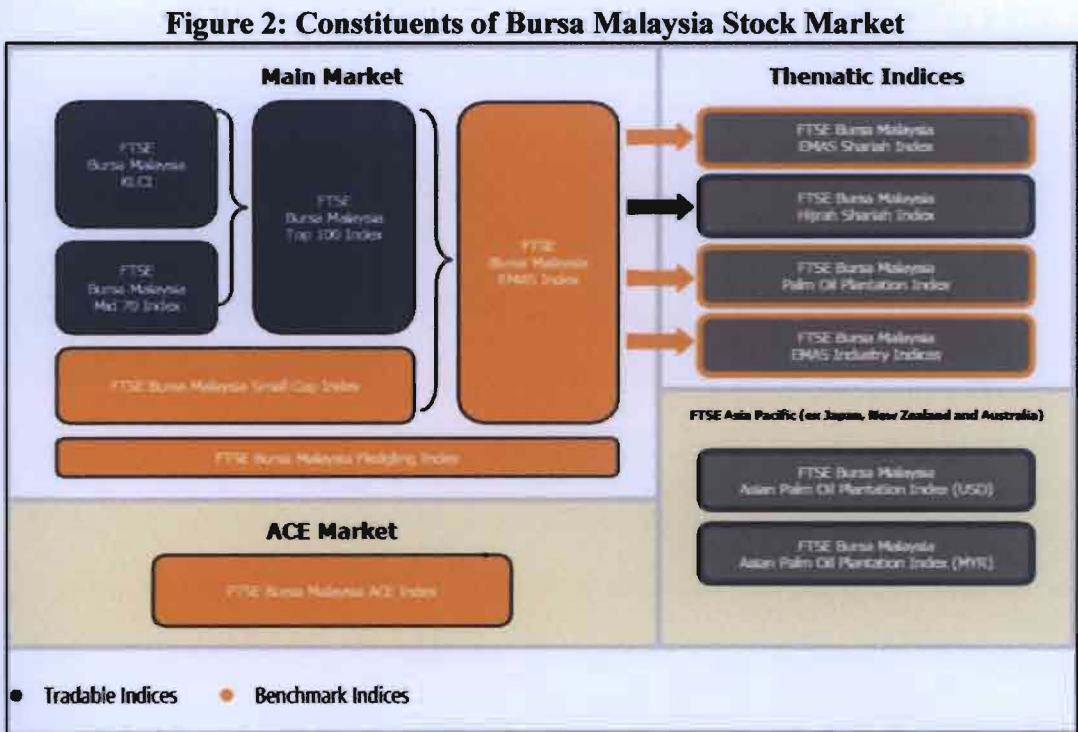 Figure 2: Constituents of Bursa Malaysia Stock Market
Main Market
FTSE
Bursa Malaysia
KLCI
FTSE
Bursa Malaysia
Mid 70 Index
FTSE
Bursa Malaysia
Top 100 Index
FTSE
Bursa Malaysia
EMAS Index
FTSE Bursa Malaysia Small Cap Index
FTSE Bursa Malaysia Fledgling Index
ACE Market
FTSE Bursa Malaysia ACE Index
Thematic Indices
FTSE Bursa Malaysia
EMAS Shariah Index
FTSE Bursa Malaysia
Hijrah Shariah Index
FTSE Bursa Malaysia
Palm Oil Plantation Index
FTSE Bursa Malaysia
EMAS Industry Indices
FTSE Asia Pacific (ex Japan, New Zealand and Australia)
FTSE Bursa Malaysia
Asian Palm Oil Plantation Index (USD)
FTSE Bursa Malaysia
Asian Palm Oil Plantation Index (MYR)
Tradable Indices
Benchmark Indices